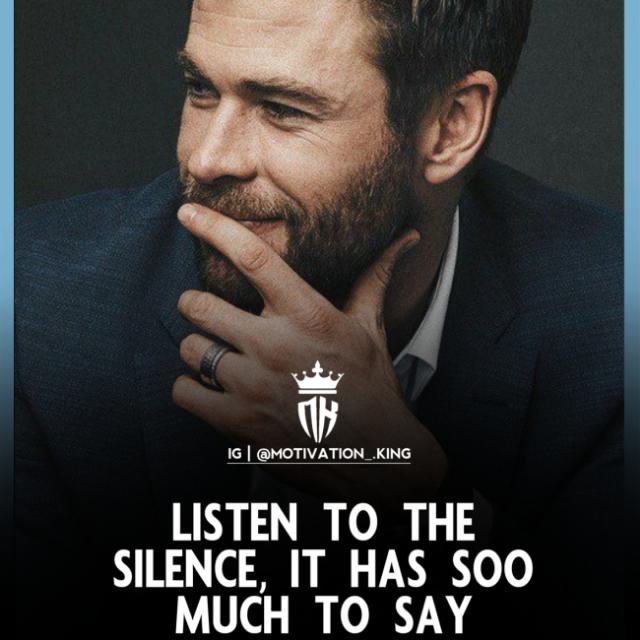 IG | @MOTIVATION_.KING
LISTEN TO THE
SILENCE, IT HAS SOO
MUCH TO SAY